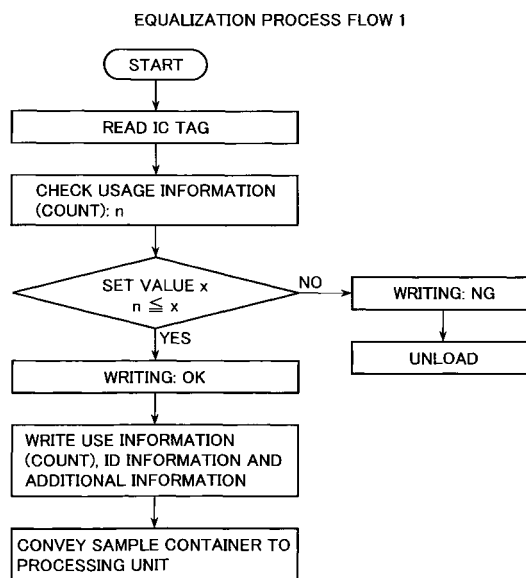 EQUALIZATION PROCESS FLOW 1
START
READ IC TAG
CHECK USAGE INFORMATION
(COUNT): n
SET VALUE x
n ≦ x
NO
WRITING: NG
UNLOAD
YES
WRITING: OK
WRITE USE INFORMATION
(COUNT), ID INFORMATION AND
ADDITIONAL INFORMATION
CONVEY SAMPLE CONTAINER TO
PROCESSING UNIT